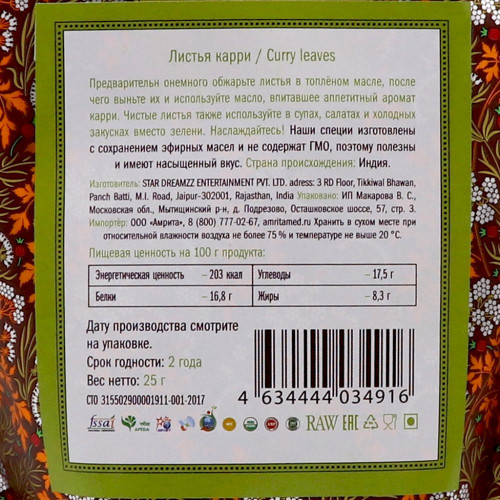 Листья карри / Curry leaves
Предварительн онемного обжарьте листья в топлёном масле, после
чего выньте их и используйте масло, впитавшее аппетитный аромат
карри. Чистые листья также используйте в супах, салатах и холодных
закусках вместо зелени. Наслаждайтесь! Наши специи изготовлены
с сохранением эфирных масел и не содержат ГМО, поэтому полезны
и имеют насыщенный вкус. Страна происхождения: Индия.
Изготовитель: STAR DREAMZZ ENTERTAINMENT PVT. LTD. adress: 3 RD Floor, Tikkiwal Bhawan,
Panch Batti, M.I. Road, Jaipur-302001, Rajasthan, India Упаковано: ИП Макарова В. С.,
Московская обл., Мытищинский р-н, д. Подрезово, Осташковское шоссе, 57, стр. 3.
Импортёр: ООО «Амрита», 8 (800) 777-02-67, amritamed.ru Хранить в сухом месте при
относительной влажности воздуха не более 75 % и температуре не выше 20 °С.
Пищевая ценность на 100 г продукта:
Энергетическая ценность – 203 ккал Углеводы – 17,5 г
Белки – 16,8 г Жиры – 8,3 г
Дату производства смотрите
на упаковке.
Срок годности: 2 года
Вес нетто: 25 г
СТО 315502900001911-001-2017
4 634444 034916
fssai APEDA RAW EAC